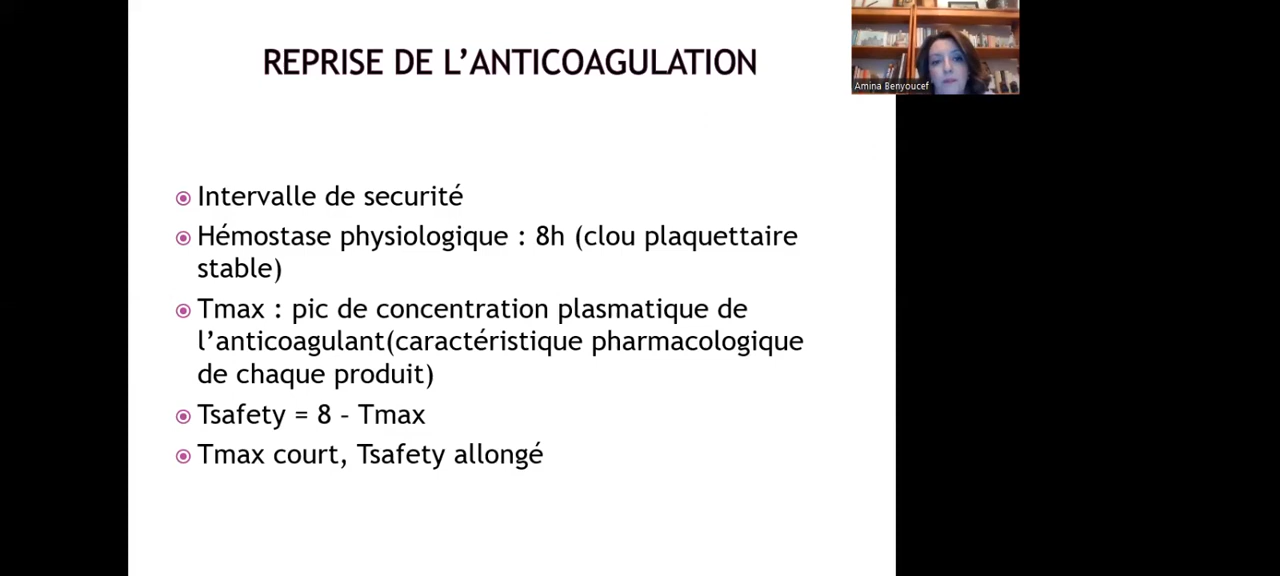 REPRISE DE L’ANTICOAGULATION
Amina Benyoucef
Intervalle de securité
Hémostase physiologique : 8h (clou plaquettaire
stable)
Tmax : pic de concentration plasmatique de
l’anticoagulant(caractéristique pharmacologique
de chaque produit)
Tsafety = 8 - Tmax
Tmax court, Tsafety allongé